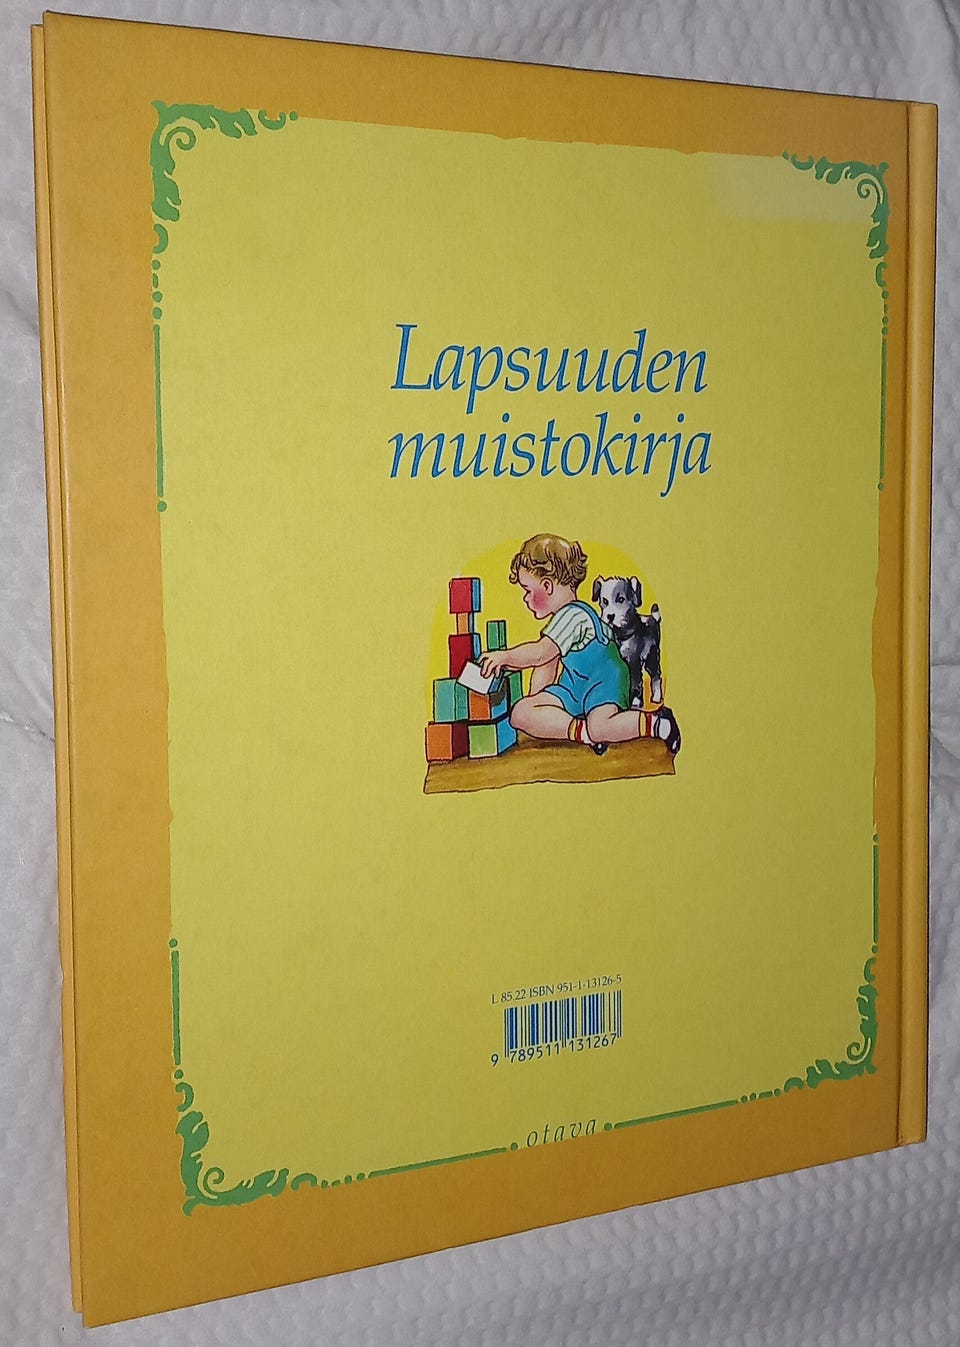 Lapsuuden
muistokirja
L 85.22 ISBN 951-1-13126-5
9 789511 131267
otava